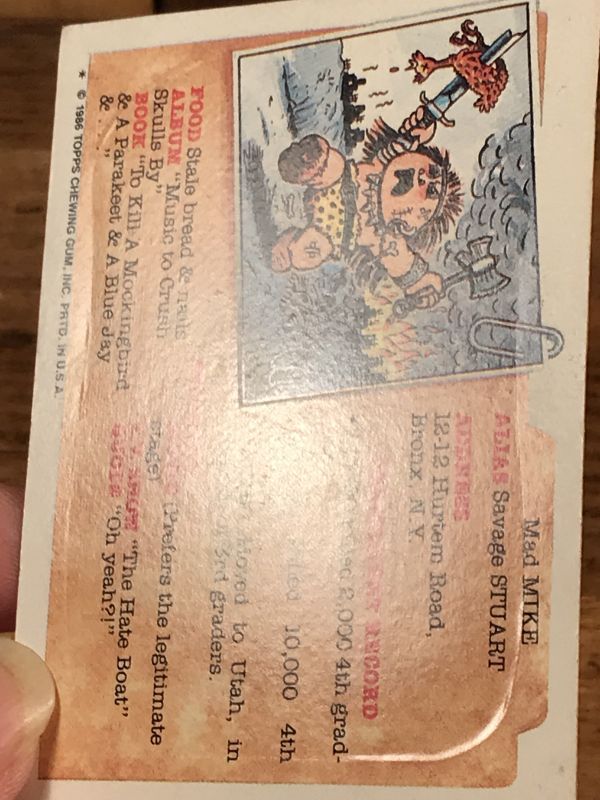 Mad MIKE
ALIAS Savage STUART
ADDRESS
12-12 Hurtem Road,
Bronx, N.Y.
RECORD
2,000 4th grad-
10,000 4th
moved to Utah, in
3rd graders.
FOOD Stale bread & nails
ALBUM "Music to Crush
Skulls By"
BOOK "To Kill A Mockingbird
& A Parakeet & A Blue Jay
& . . . "
(Prefers the legitimate
stage)
"The Hate Boat"
"Oh yeah?!"
* © 1986 TOPPS CHEWING GUM, INC. PRTD. IN U.S.A.